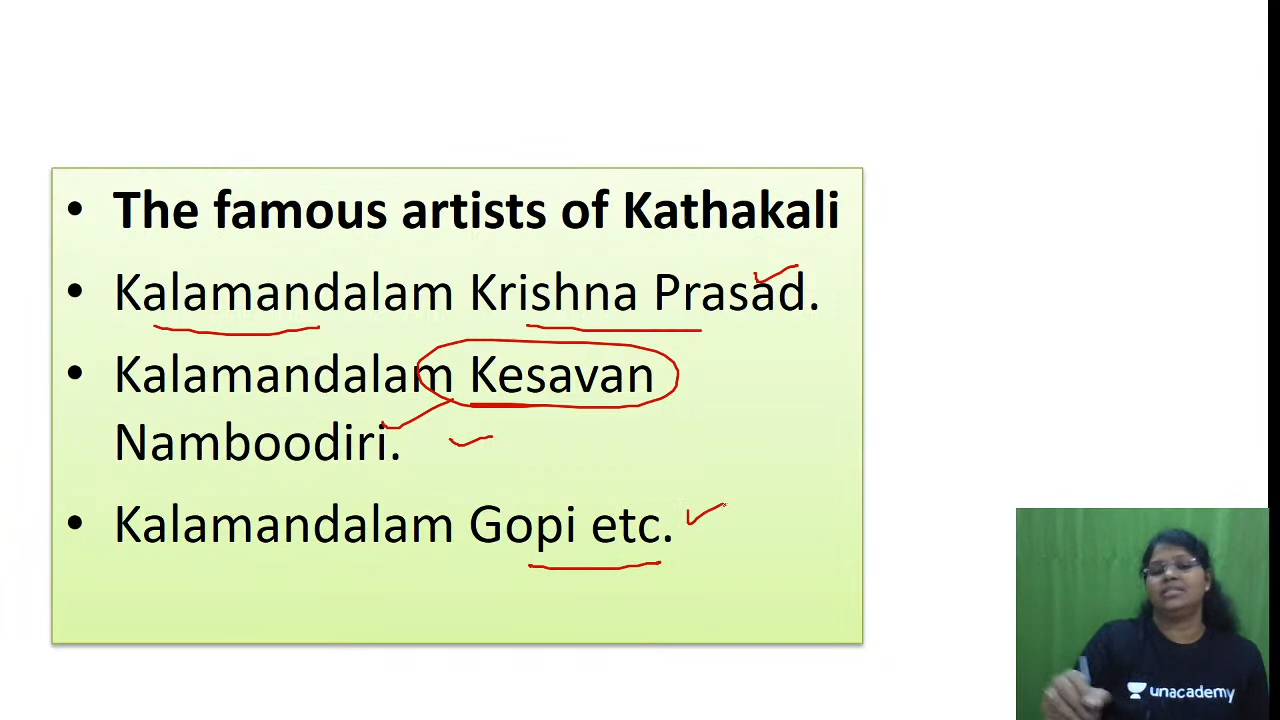 • The famous artists of Kathakali
• Kalamandalam Krishna Prasad.
• Kalamandalam Kesavan
Namboodiri.
• Kalamandalam Gopi etc.
unacademy